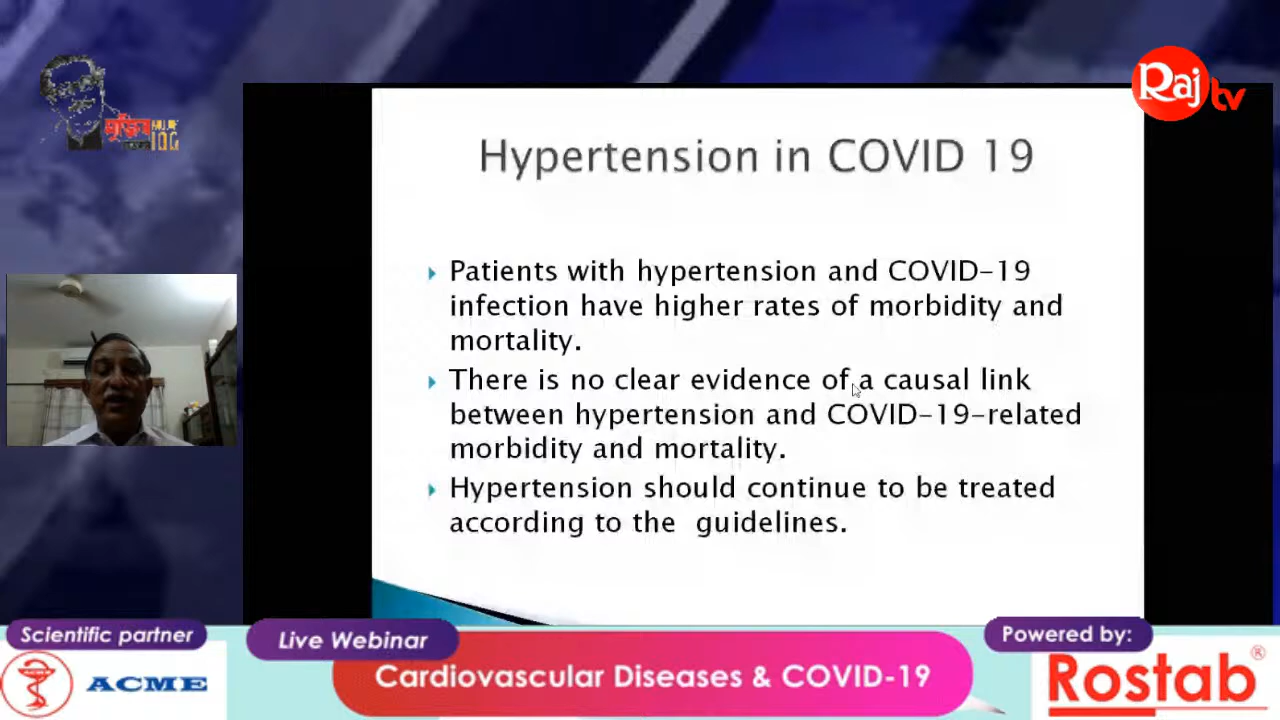 Raj tv
মুজিব
100
Hypertension in COVID 19
Patients with hypertension and COVID-19
infection have higher rates of morbidity and
mortality.
There is no clear evidence of a causal link
between hypertension and COVID-19-related
morbidity and mortality.
Hypertension should continue to be treated
according to the guidelines.
Scientific partner
ACME
Live Webinar
Cardiovascular Diseases & COVID-19
Powered by:
Rostab®